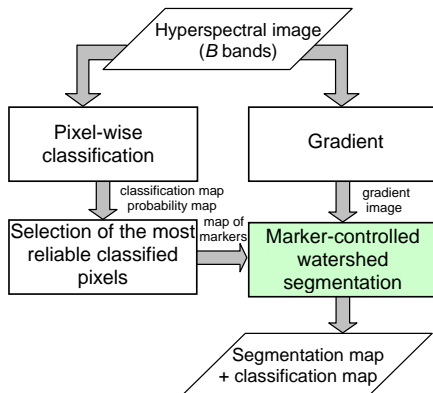 Hyperspectral image
(B bands)
Pixel-wise
classification
Gradient
classification map
probability map
gradient
image
Selection of the most
reliable classified
pixels
map of
markers
Marker-controlled
watershed
segmentation
Segmentation map
+ classification map